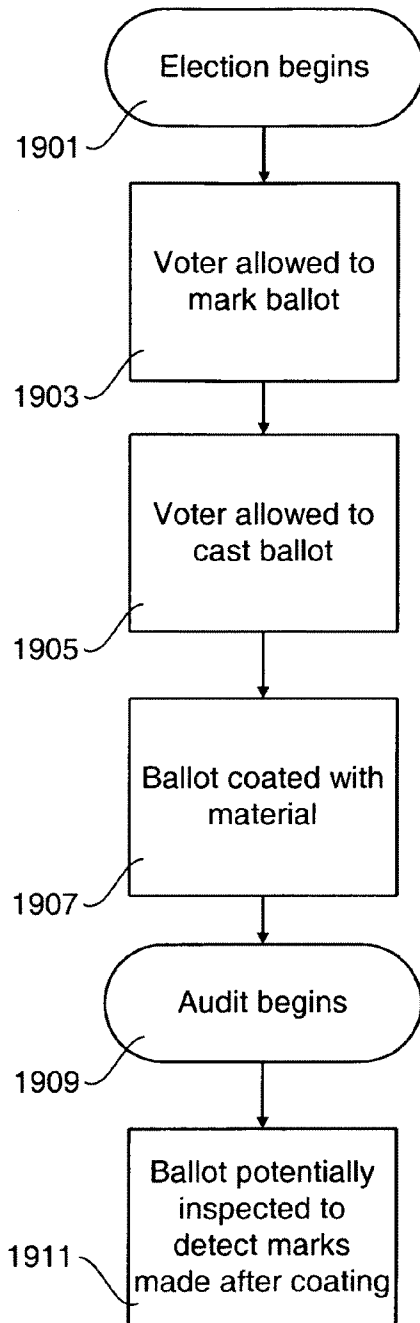 Election begins
1901
Voter allowed to
mark ballot
1903
Voter allowed to
cast ballot
1905
Ballot coated with
material
1907
Audit begins
1909
Ballot potentially
inspected to
detect marks
made after coating
1911